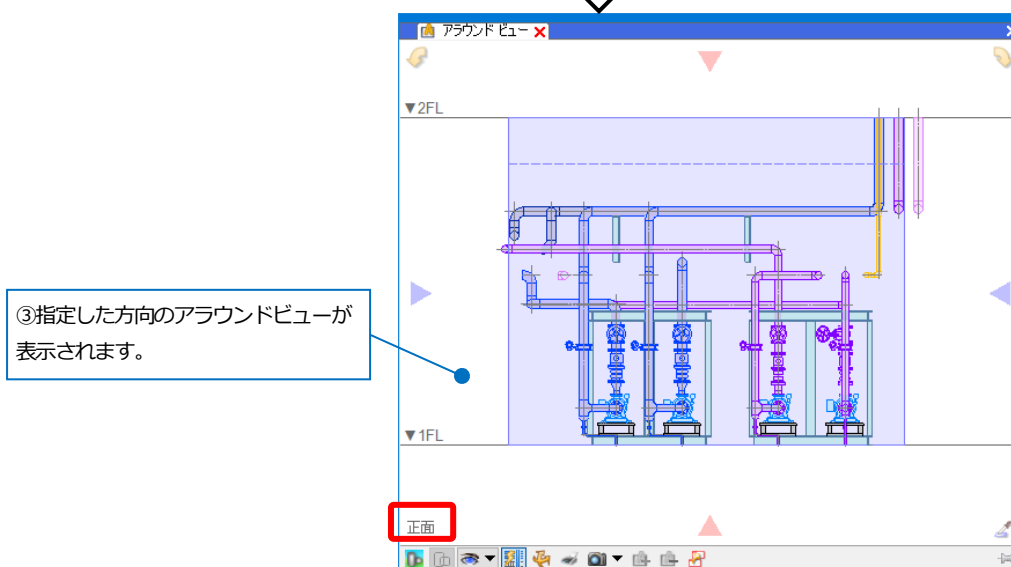 アラウンド ビュー
▼2FL
③指定した方向のアラウンドビューが
表示されます。
▼1FL
正面